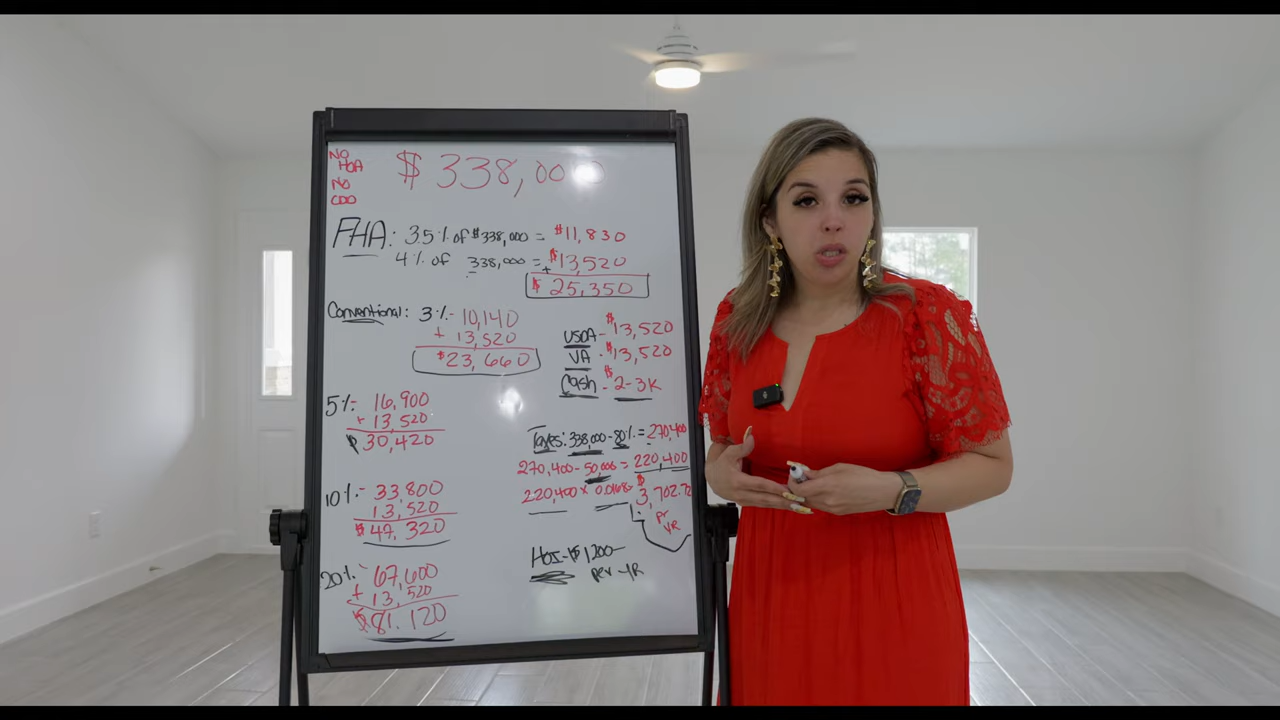 NO
HOA
NO
CDD
$ 338,000
FHA: 3.5% of $338,000 = $11,830
4% of 338,000 = + $13,520
$ 25,350
Conventional: 3%- 10,140
+ 13,520
$23,660
USDA - $13,520
VA - $13,520
Cash - $2-3K
5%- 16,900
+ 13,520
$30,420
10%- 33,800
13,520
$47,320
20%- 67,600
+ 13,520
$81,120
Taxes: 338,000-80% = 270,400
270,400-50,000 = 220,400
220,400 x 0.0168= $3,702.72
Pr
YR
HOI-$1200-
per YR